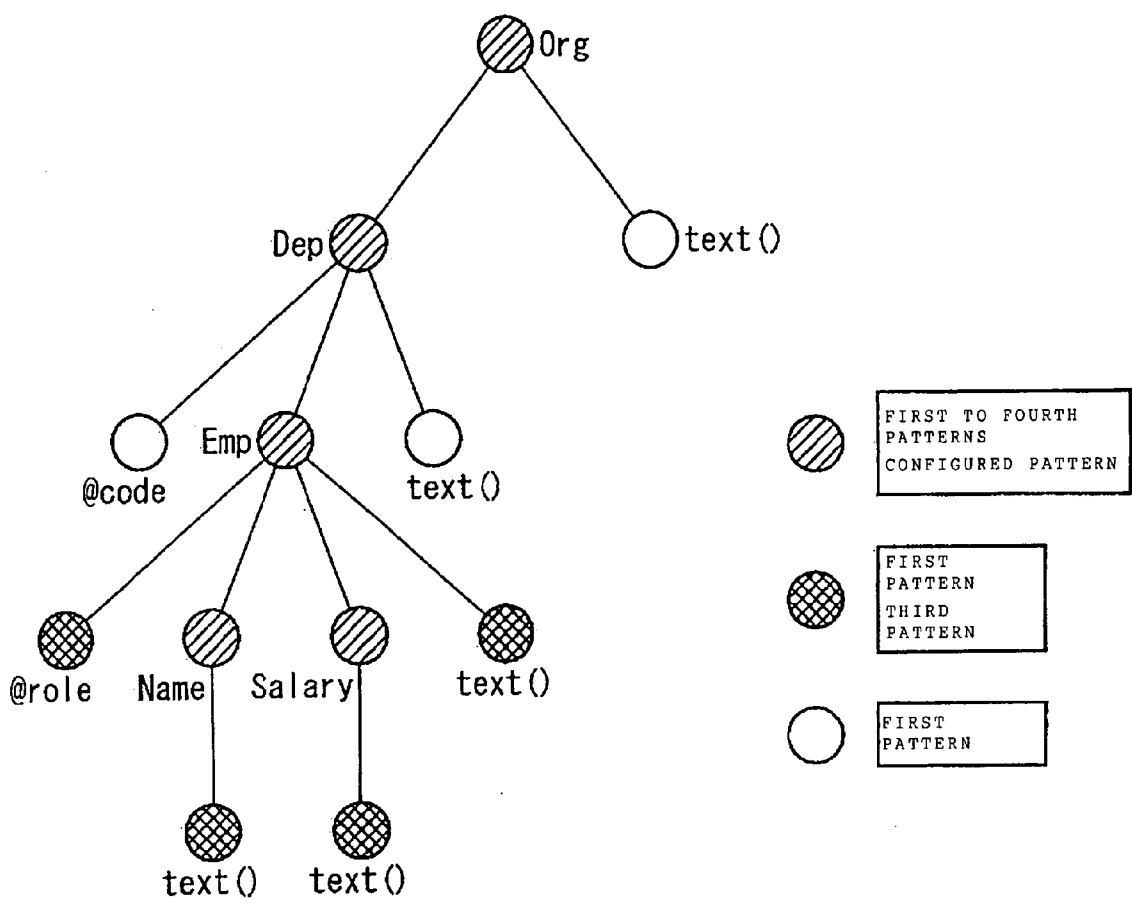 Org
Dep
text()
@code
Emp
text()
@role
Name
Salary
text()
text()
text()
FIRST TO FOURTH
PATTERNS
CONFIGURED PATTERN
FIRST
PATTERN
THIRD
PATTERN
FIRST
PATTERN